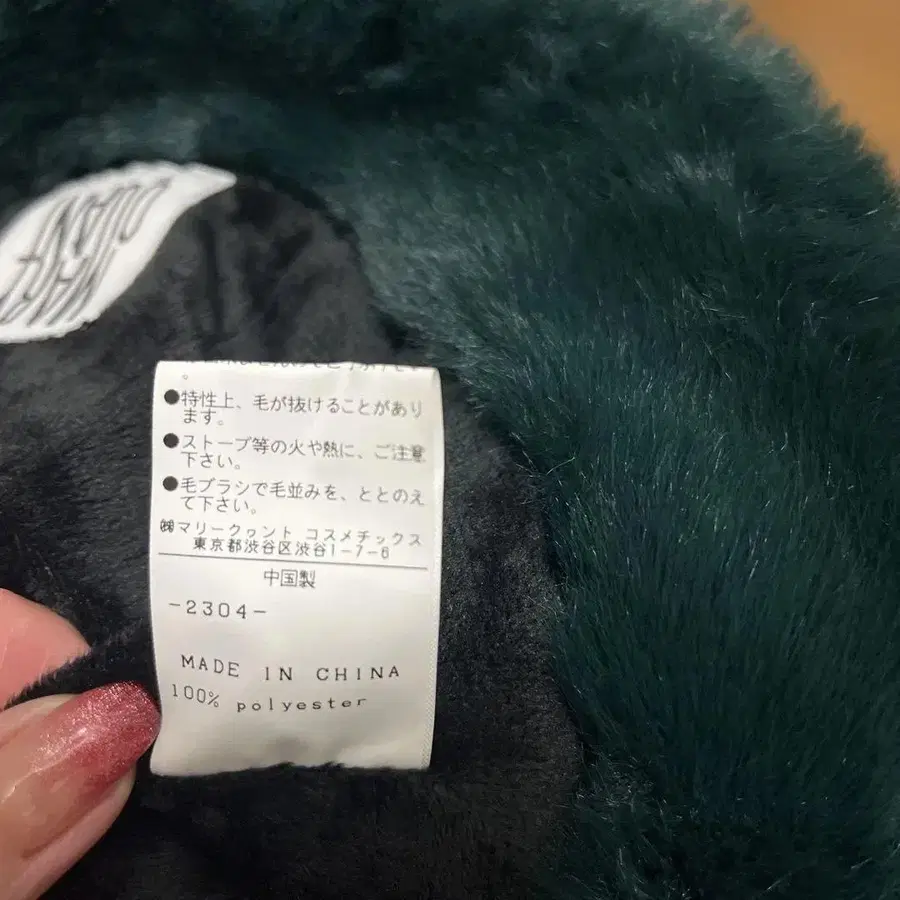 MARY
QUANT
●特性上、毛が抜けることがあり
ます。
●ストーブ等の火や熱に、ご注意
下さい。
●毛ブラシで毛並みを、ととのえ
て下さい。
㈱マリークヮント コスメチックス
東京都渋谷区渋谷1-7-6
中国製
-2304-
MADE IN CHINA
100% polyester